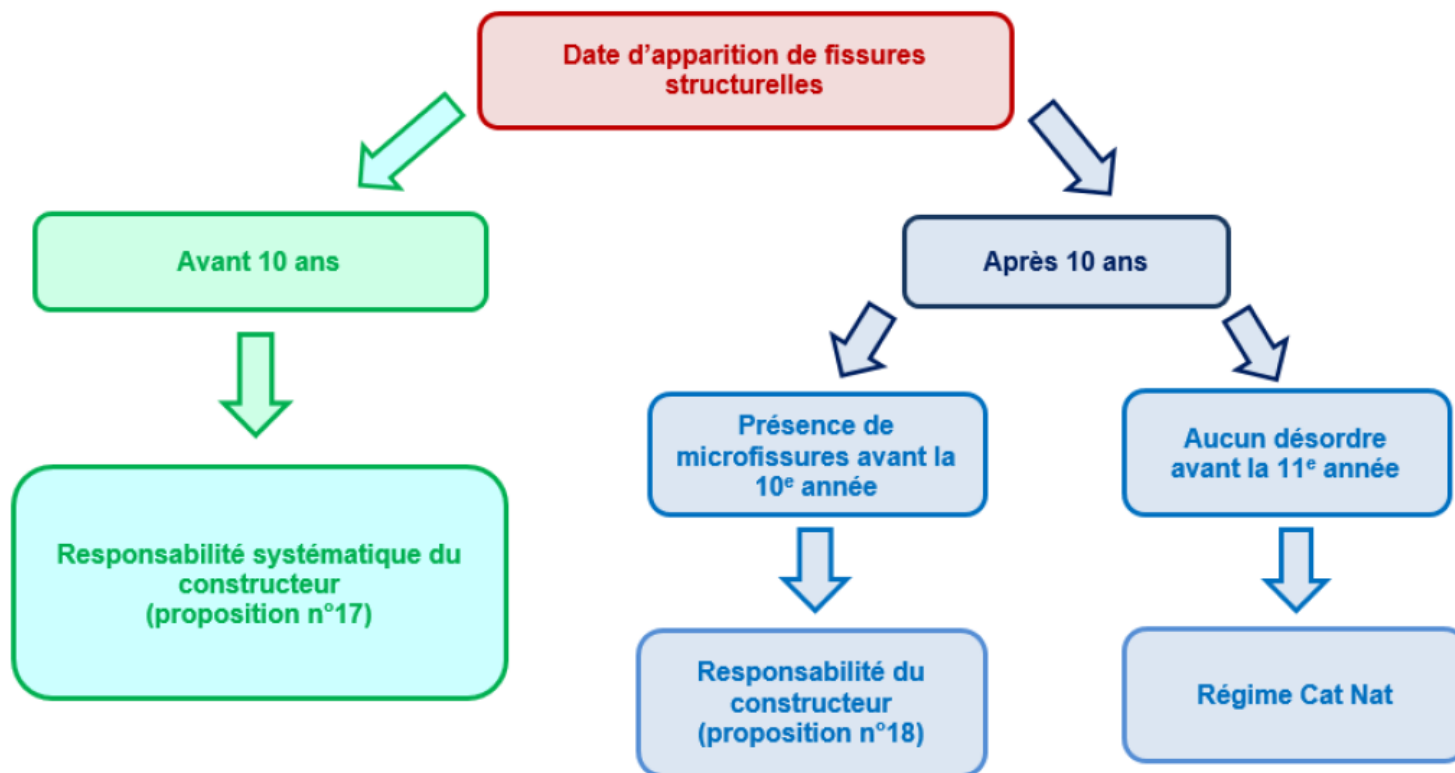 Date d’apparition de fissures
structurelles
Avant 10 ans
Après 10 ans
Présence de
microfissures avant la
10e année
Aucun désordre
avant la 11e année
Responsabilité systématique du
constructeur
(proposition n°17)
Responsabilité du
constructeur
(proposition n°18)
Régime Cat Nat